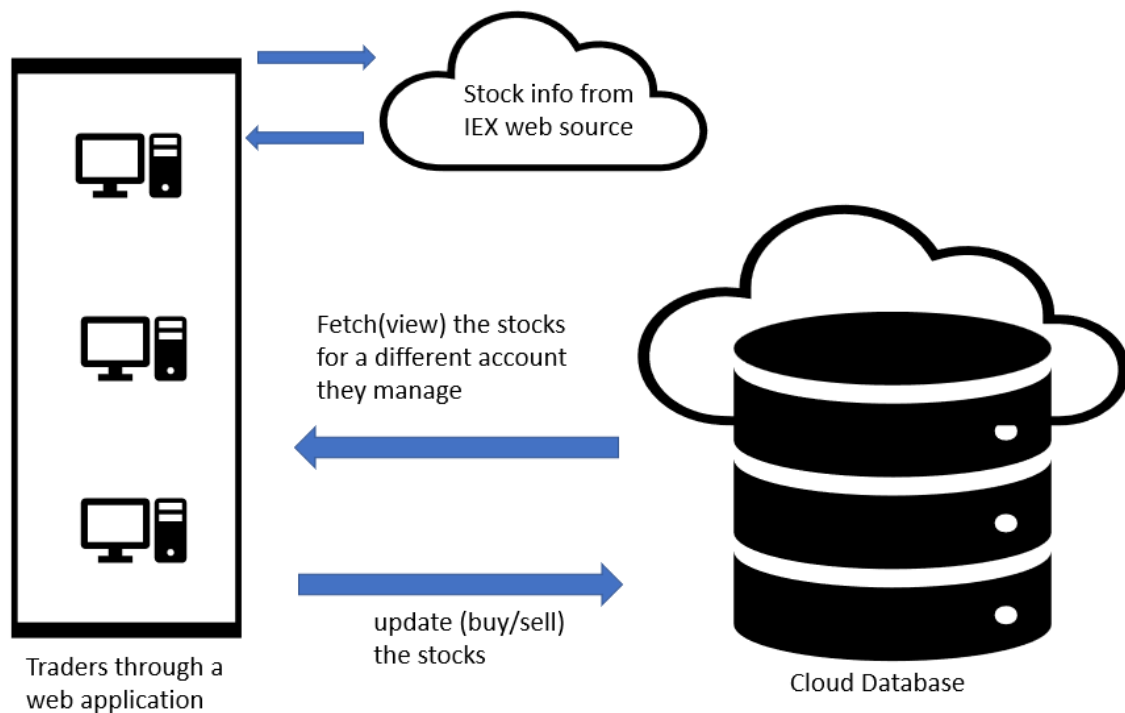 Stock info from
IEX web source
Fetch(view) the stocks
for a different account
they manage
update (buy/sell)
the stocks
Traders through a
web application
Cloud Database